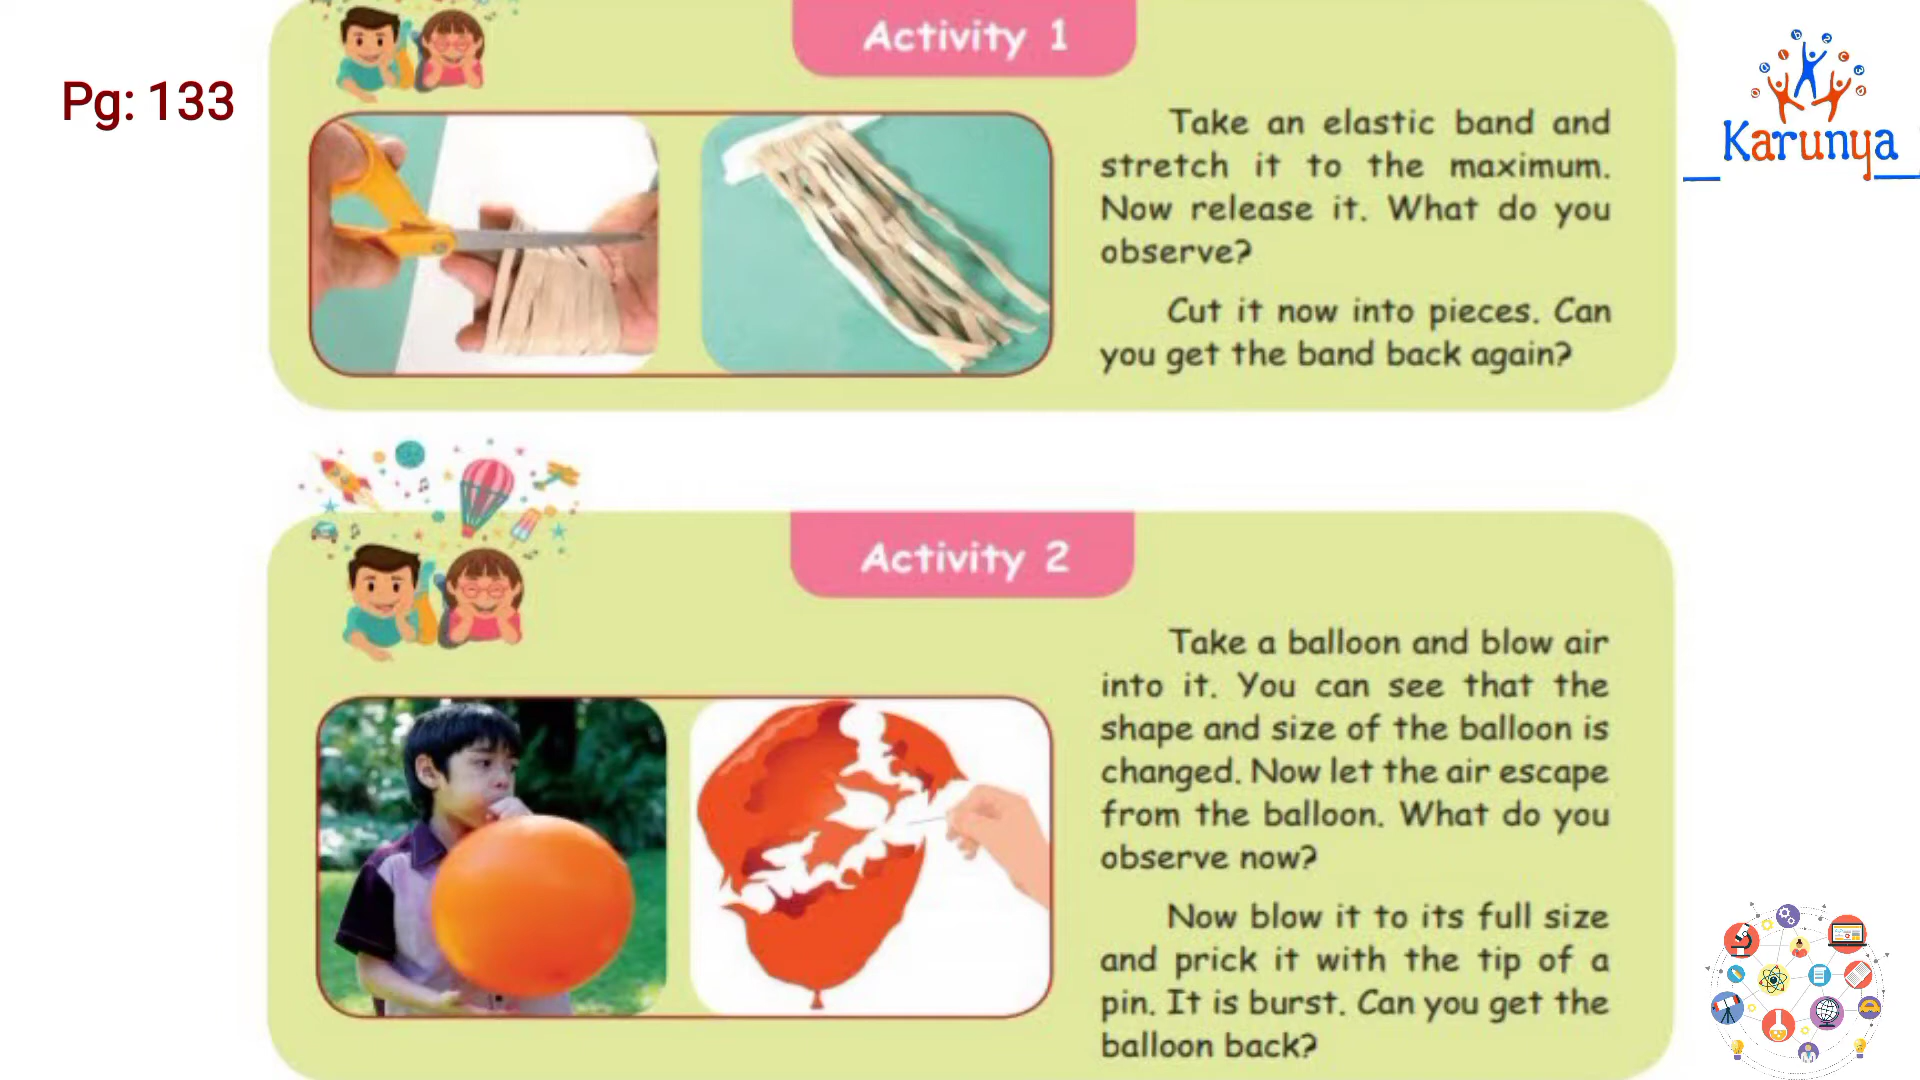 Activity 1
Pg: 133
Karunya
Take an elastic band and
stretch it to the maximum.
Now release it. What do you
observe?
Cut it now into pieces. Can
you get the band back again?
Activity 2
Take a balloon and blow air
into it. You can see that the
shape and size of the balloon is
changed. Now let the air escape
from the balloon. What do you
observe now?
Now blow it to its full size
and prick it with the tip of a
pin. It is burst. Can you get the
balloon back?